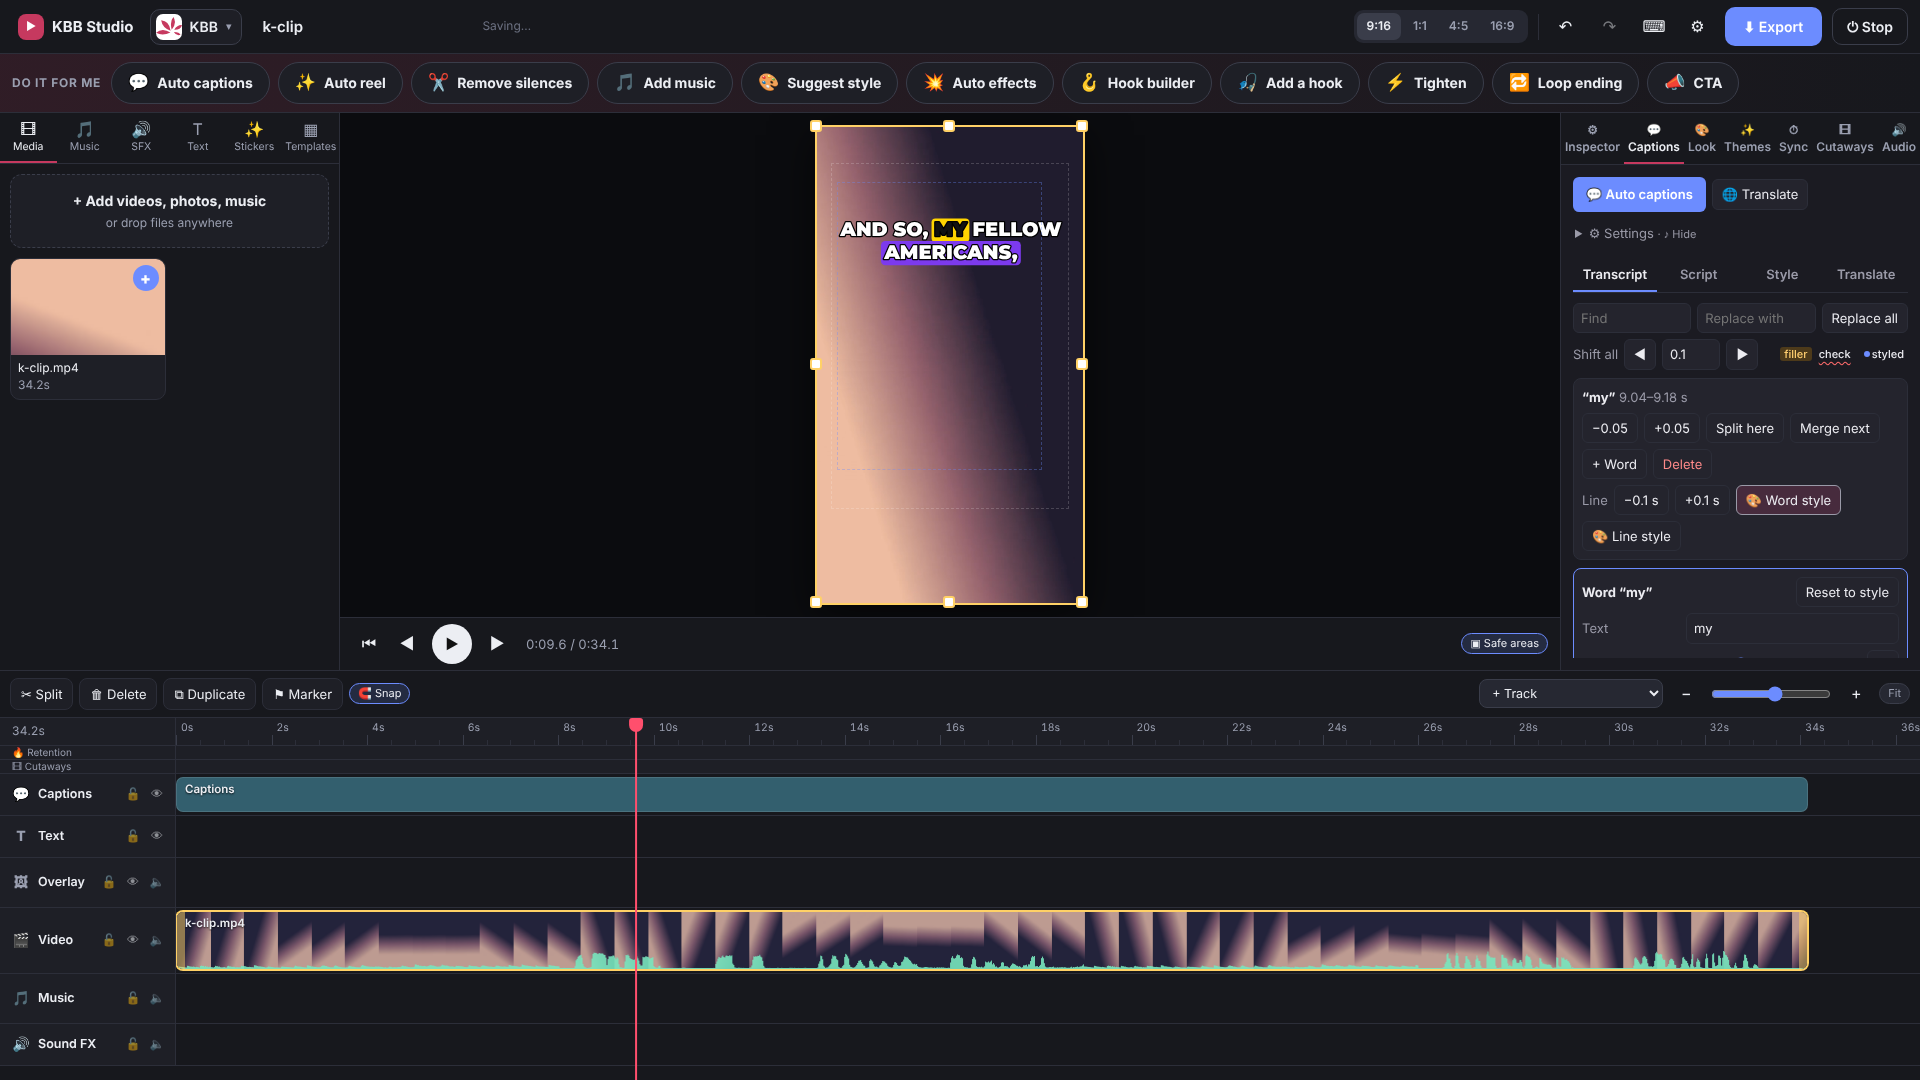 KBB Studio
KBB
k-clip
Saving...
9:16 1:1 4:5 16:9
Export
Stop
DO IT FOR ME
Auto captions
Auto reel
Remove silences
Add music
Suggest style
Auto effects
Hook builder
Add a hook
Tighten
Loop ending
CTA
Media Music SFX Text Stickers Templates
+ Add videos, photos, music
or drop files anywhere
k-clip.mp4
34.2s
AND SO, MY FELLOW
AMERICANS,
0:09.6 / 0:34.1
Safe areas
Inspector Captions Look Themes Sync Cutaways Audio
Auto captions Translate
Settings · ♪ Hide
Transcript Script Style Translate
Find Replace with Replace all
Shift all 0.1 filler check styled
“my” 9.04–9.18 s
−0.05 +0.05 Split here Merge next
+ Word Delete
Line −0.1 s +0.1 s Word style
Line style
Word “my” Reset to style
Text my
Split Delete Duplicate Marker Snap
+ Track − + Fit
34.2s 0s 2s 4s 6s 8s 10s 12s 14s 16s 18s 20s 22s 24s 26s 28s 30s 32s 34s 36s
Retention
Cutaways
Captions Captions
T Text
Overlay
k-clip.mp4
Video
Music
Sound FX